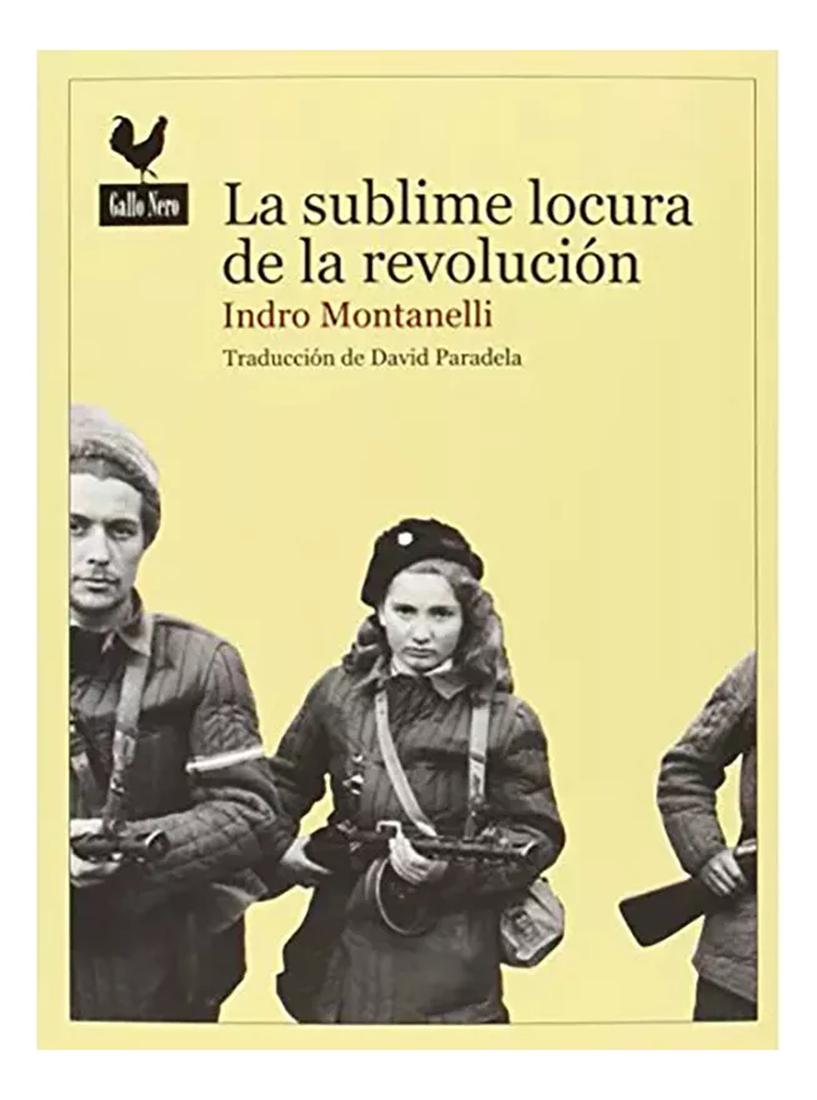 Gallo Nero
La sublime locura
de la revolución
Indro Montanelli
Traducción de David Paradela